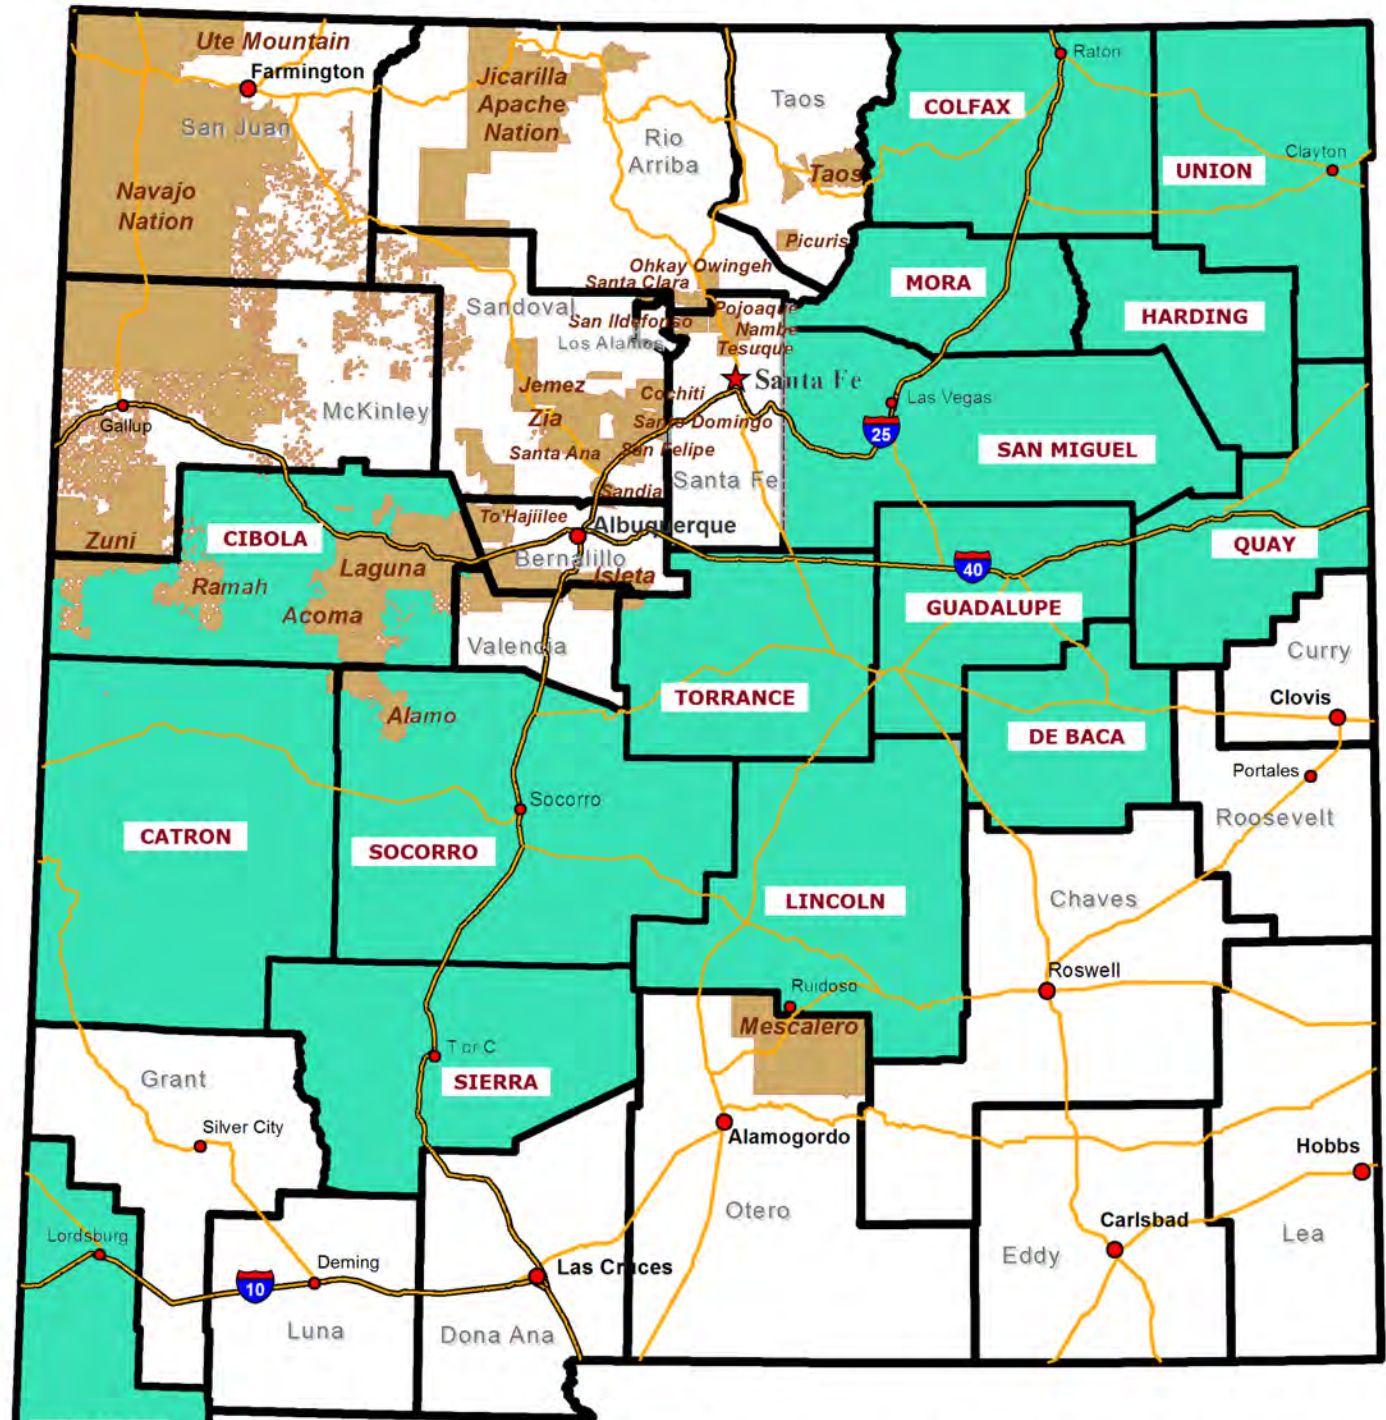 Ute Mountain
Farmington
San Juan
Navajo
Nation
Jicarilla
Apache
Nation
Rio
Arriba
Taos
Taos
Picuris
COLFAX
Raton
UNION
Clayton
MORA
HARDING
Ohkay Owingeh
Santa Clara
Sandoval
San Ildefonso
Los Alamos
Pojoaque
Nambe
Tesuque
Santa Fe
Jemez
Zia
Cochiti
Santo Domingo
Santa Ana
San Felipe
Santa Fe
Sandia
McKinley
Gallup
Las Vegas
25
SAN MIGUEL
Zuni
CIBOLA
Ramah
Acoma
Laguna
To'Hajiilee
Albuquerque
Bernalillo
Isleta
Valencia
40
GUADALUPE
QUAY
Curry
Clovis
TORRANCE
DE BACA
Portales
Roosevelt
Alamo
CATRON
SOCORRO
Socorro
LINCOLN
Chaves
Roswell
Ruidoso
Mescalero
T or C
SIERRA
Grant
Silver City
Alamogordo
Hobbs
Otero
Carlsbad
Eddy
Lea
Lordsburg
10
Deming
Luna
Las Cruces
Dona Ana